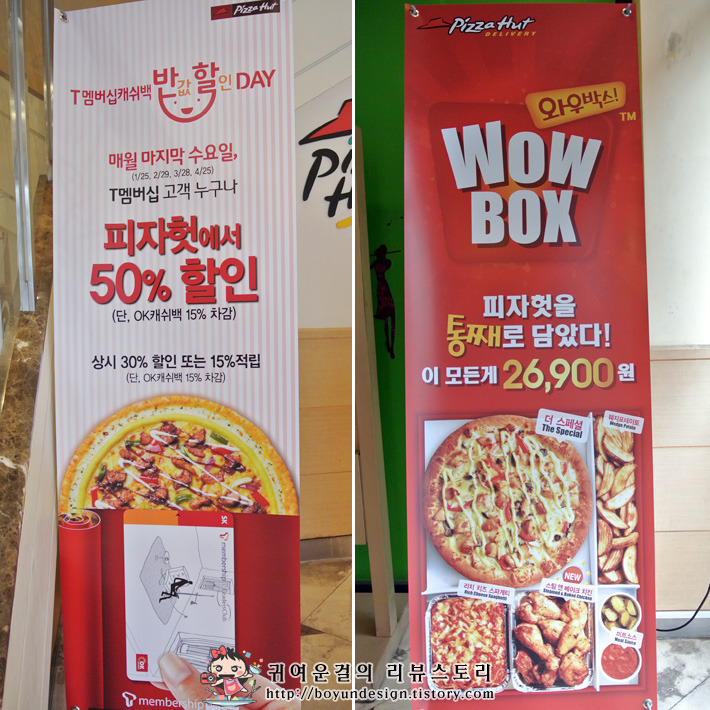 Pizza Hut
T멤버십캐쉬백 반값할인 DAY
매월 마지막 수요일,
(1/25, 2/29, 3/28, 4/25)
T멤버십 고객 누구나
피자헛에서
50% 할인
(단, OK캐쉬백 15% 차감)
상시 30% 할인 또는 15%적립
(단, OK캐쉬백 15% 차감)
SK
membership
OK
membership
Pizza Hut
DELIVERY
와우박스!
WOW
BOX
TM
피자헛을
통째로 담았다!
이 모든게 26,900원
더 스페셜
The Special
웨지포테이토
Wedge Potato
리치 치즈 스파게티
Rich Cheese Spaghetti
NEW
스팀 앤 베이크 치킨
Steamed & Baked Chicken
미트소스
Meat Sauce
Pizza
Hut
귀여운걸의 리뷰스토리
http://boyundesign.tistory.com